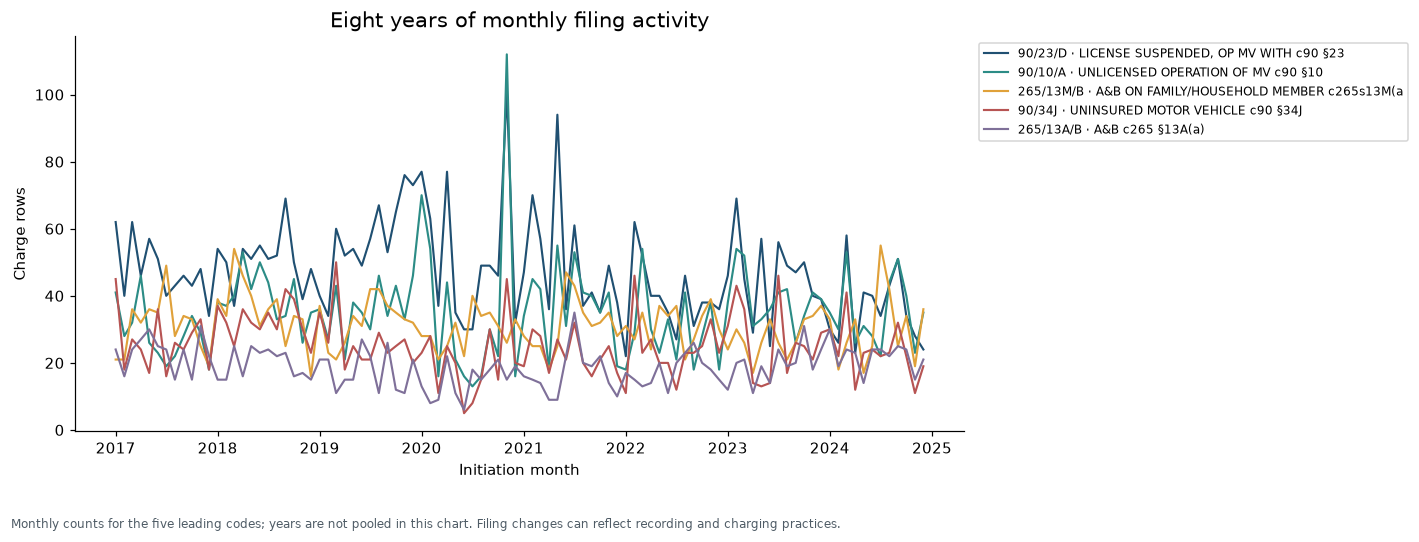 Eight years of monthly filing activity
90/23/D · LICENSE SUSPENDED, OP MV WITH c90 §23
90/10/A · UNLICENSED OPERATION OF MV c90 §10
265/13M/B · A&B ON FAMILY/HOUSEHOLD MEMBER c265s13M(a
90/34J · UNINSURED MOTOR VEHICLE c90 §34J
265/13A/B · A&B c265 §13A(a)
Charge rows
100
80
60
40
20
0
2017 2018 2019 2020 2021 2022 2023 2024 2025
Initiation month
Monthly counts for the five leading codes; years are not pooled in this chart. Filing changes can reflect recording and charging practices.